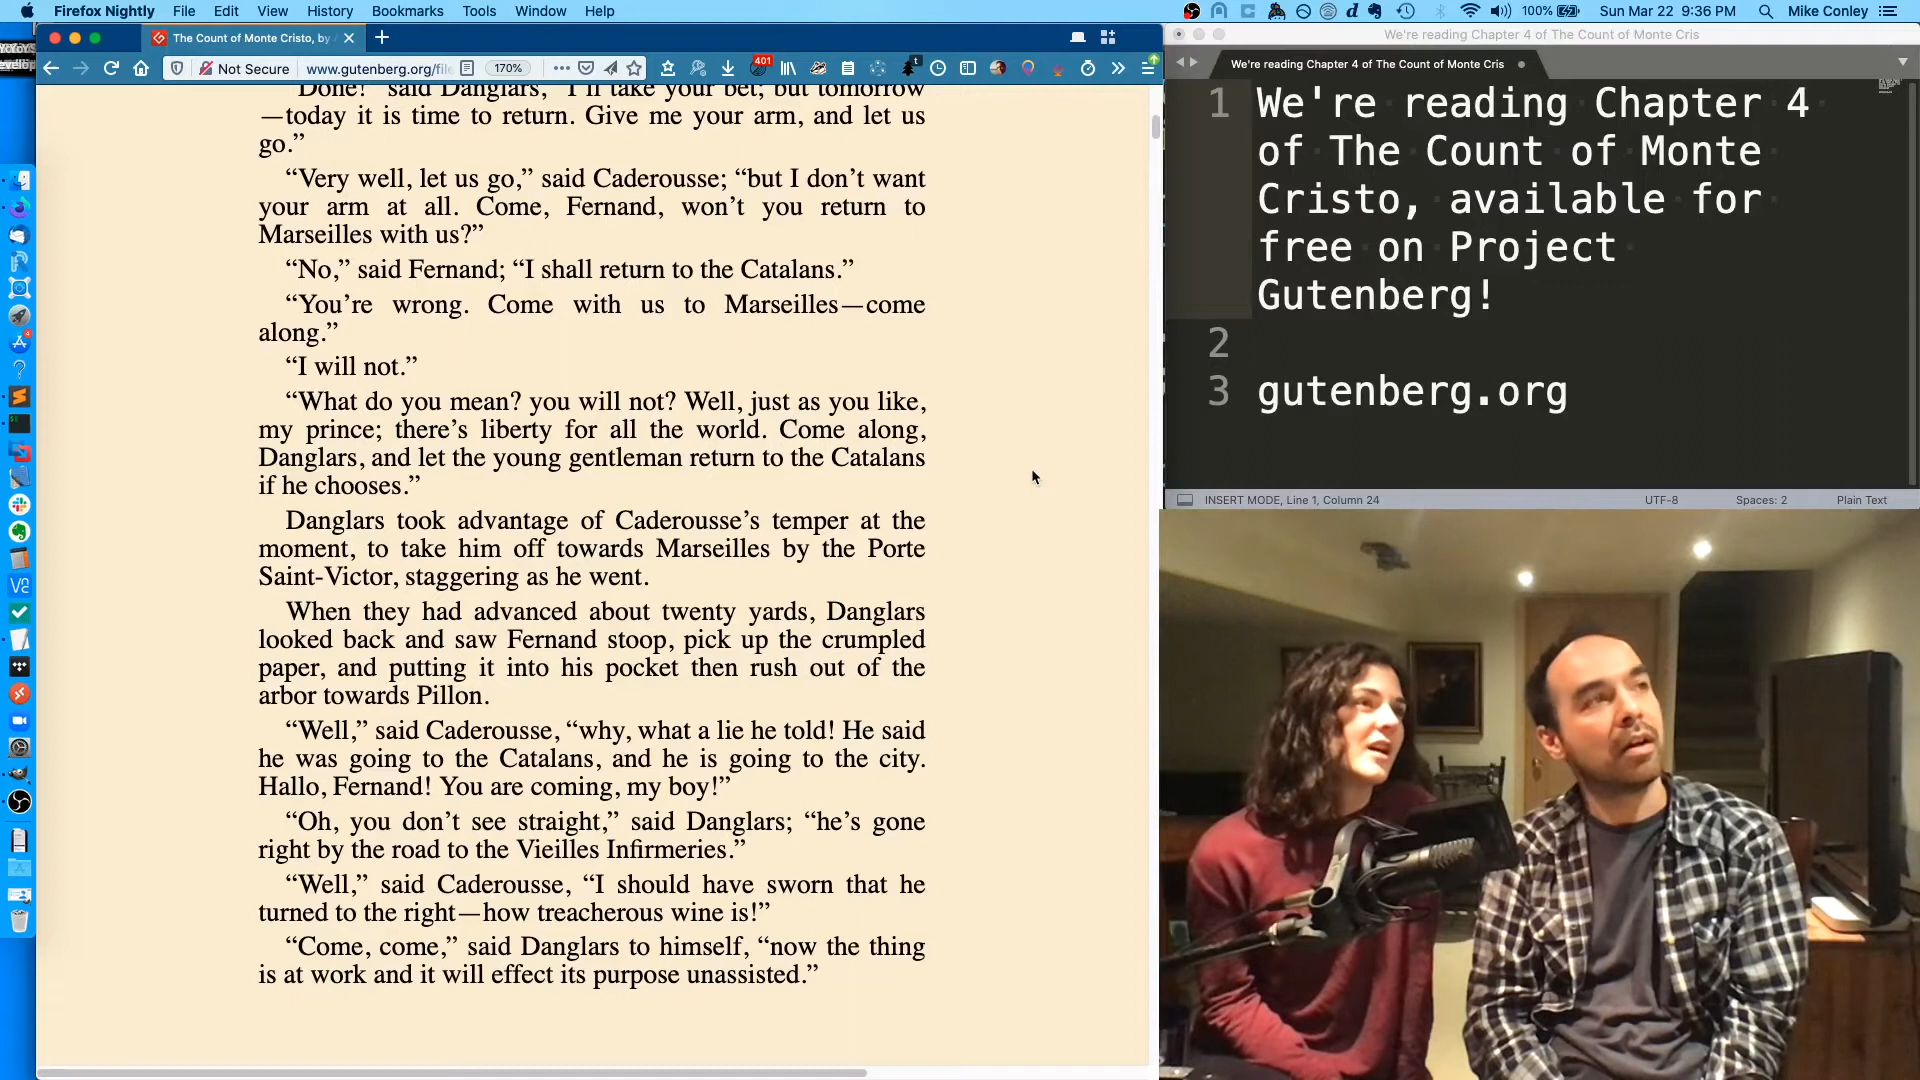 Firefox Nightly File Edit View History Bookmarks Tools Window Help
100% Sun Mar 22 9:36 PM Mike Conley
The Count of Monte Cristo, by
We're reading Chapter 4 of The Count of Monte Cris
Not Secure www.gutenberg.org/file 170% 401
We're reading Chapter 4 of The Count of Monte Cris
“Done!” said Danglars, “I’ll take your bet; but tomorrow
—today it is time to return. Give me your arm, and let us
go.”
“Very well, let us go,” said Caderousse; “but I don’t want
your arm at all. Come, Fernand, won’t you return to
Marseilles with us?”
“No,” said Fernand; “I shall return to the Catalans.”
“You’re wrong. Come with us to Marseilles—come
along.”
“I will not.”
“What do you mean? you will not? Well, just as you like,
my prince; there’s liberty for all the world. Come along,
Danglars, and let the young gentleman return to the Catalans
if he chooses.”
Danglars took advantage of Caderousse’s temper at the
moment, to take him off towards Marseilles by the Porte
Saint-Victor, staggering as he went.
When they had advanced about twenty yards, Danglars
looked back and saw Fernand stoop, pick up the crumpled
paper, and putting it into his pocket then rush out of the
arbor towards Pillon.
“Well,” said Caderousse, “why, what a lie he told! He said
he was going to the Catalans, and he is going to the city.
Hallo, Fernand! You are coming, my boy!”
“Oh, you don’t see straight,” said Danglars; “he’s gone
right by the road to the Vieilles Infirmeries.”
“Well,” said Caderousse, “I should have sworn that he
turned to the right—how treacherous wine is!”
“Come, come,” said Danglars to himself, “now the thing
is at work and it will effect its purpose unassisted.”
1 We're reading Chapter 4
of The Count of Monte
Cristo, available for
free on Project
Gutenberg!
2
3 gutenberg.org
INSERT MODE, Line 1, Column 24 UTF-8 Spaces: 2 Plain Text